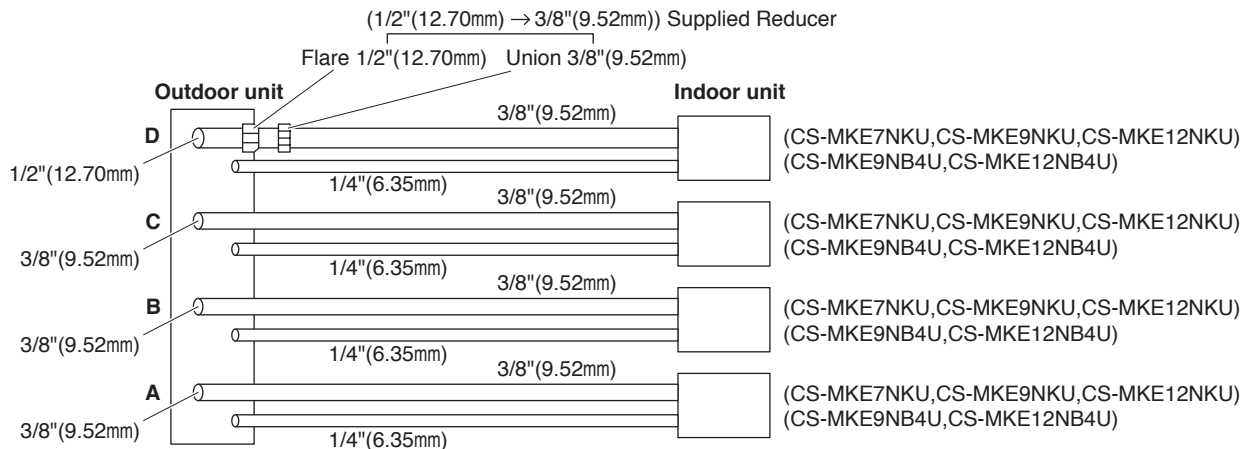 (1/2"(12.70mm) → 3/8"(9.52mm)) Supplied Reducer
Flare 1/2"(12.70mm) Union 3/8"(9.52mm)
Outdoor unit
Indoor unit
D
3/8"(9.52mm)
1/2"(12.70mm)
1/4"(6.35mm)
(CS-MKE7NKU,CS-MKE9NKU,CS-MKE12NKU)
(CS-MKE9NB4U,CS-MKE12NB4U)
C
3/8"(9.52mm)
3/8"(9.52mm)
1/4"(6.35mm)
(CS-MKE7NKU,CS-MKE9NKU,CS-MKE12NKU)
(CS-MKE9NB4U,CS-MKE12NB4U)
B
3/8"(9.52mm)
3/8"(9.52mm)
1/4"(6.35mm)
(CS-MKE7NKU,CS-MKE9NKU,CS-MKE12NKU)
(CS-MKE9NB4U,CS-MKE12NB4U)
A
3/8"(9.52mm)
3/8"(9.52mm)
1/4"(6.35mm)
(CS-MKE7NKU,CS-MKE9NKU,CS-MKE12NKU)
(CS-MKE9NB4U,CS-MKE12NB4U)